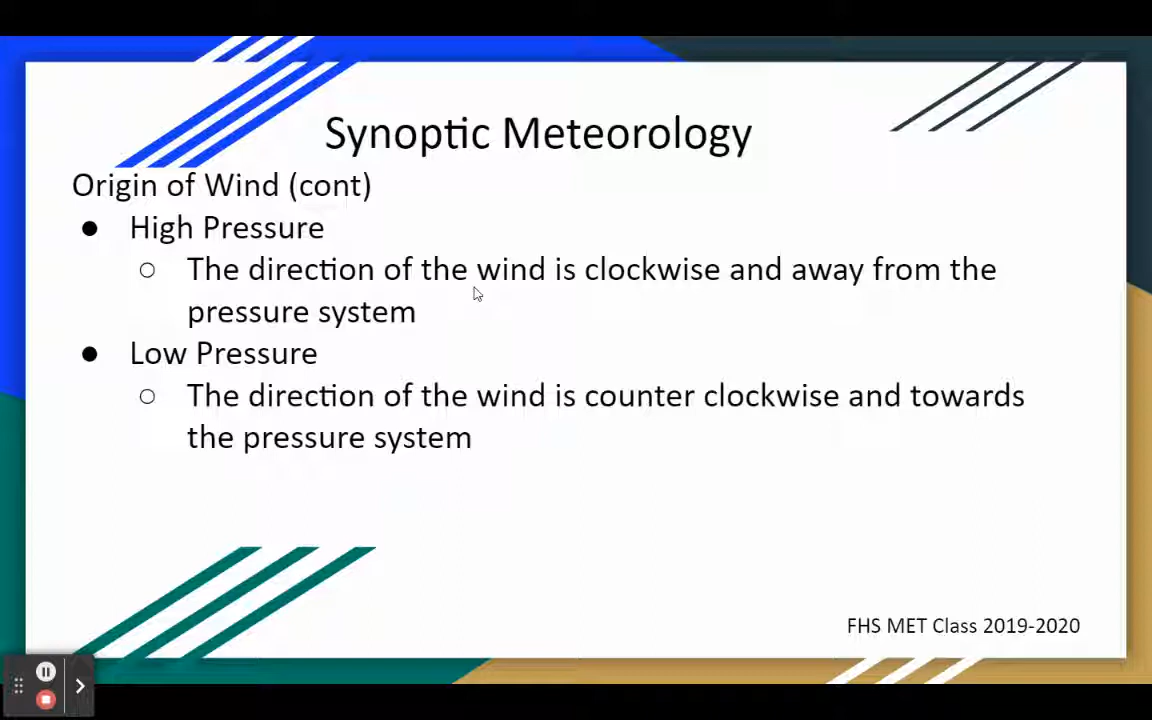 Synoptic Meteorology
Origin of Wind (cont)
● High Pressure
○ The direction of the wind is clockwise and away from the
pressure system
● Low Pressure
○ The direction of the wind is counter clockwise and towards
the pressure system
FHS MET Class 2019-2020